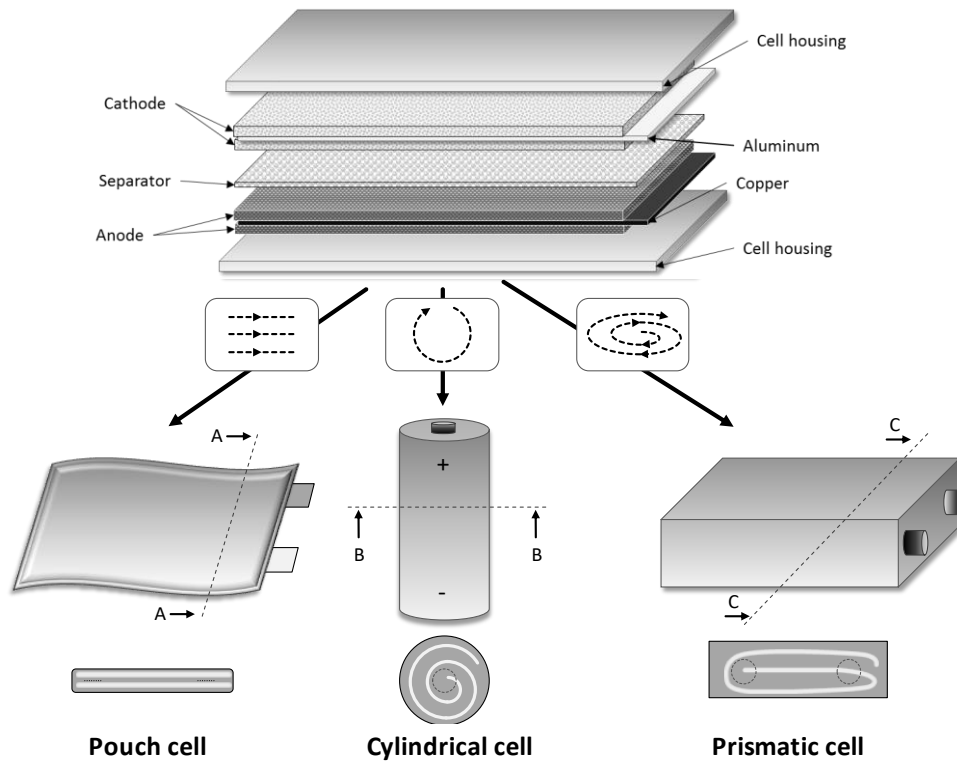 Cell housing
Cathode
Aluminum
Separator
Copper
Anode
Cell housing
A
C
+
B
B
-
A
C
Pouch cell
Cylindrical cell
Prismatic cell